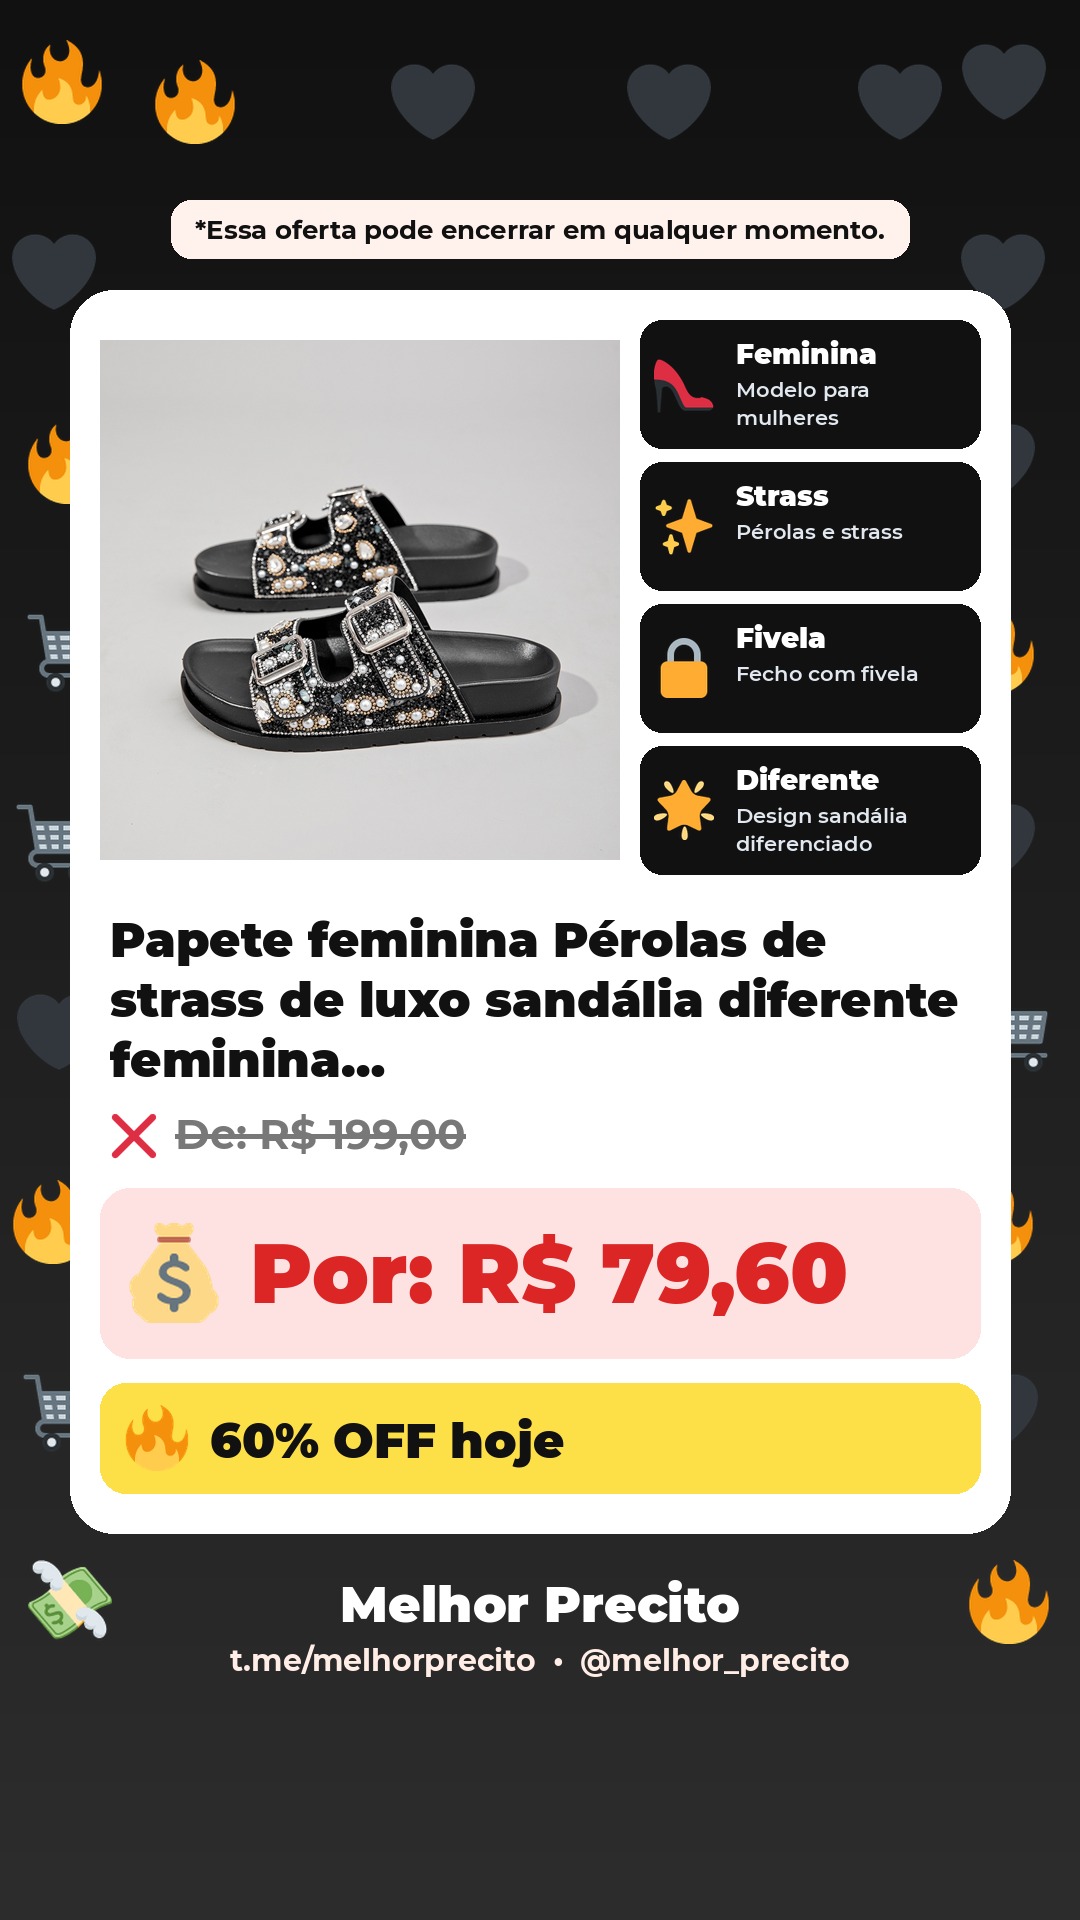 *Essa oferta pode encerrar em qualquer momento.
Feminina
Modelo para
mulheres
Strass
Pérolas e strass
Fivela
Fecho com fivela
Diferente
Design sandália
diferenciado
Papete feminina Pérolas de
strass de luxo sandália diferente
feminina...
De: R$ 199,00
Por: R$ 79,60
60% OFF hoje
Melhor Precito
t.me/melhorprecito • @melhor_precito